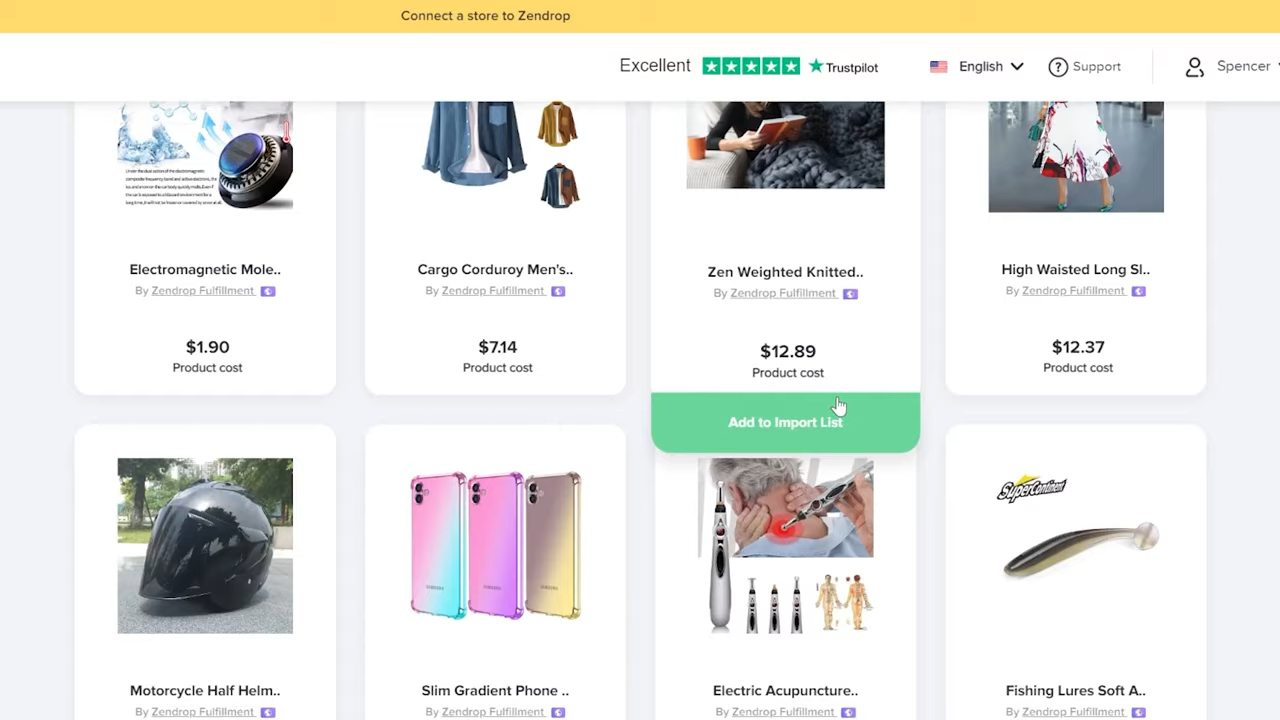 Connect a store to Zendrop
Excellent
Trustpilot
English
Support
Spencer
Electromagnetic Mole..
By Zendrop Fulfillment
$1.90
Product cost
Cargo Corduroy Men's..
By Zendrop Fulfillment
$7.14
Product cost
Zen Weighted Knitted..
By Zendrop Fulfillment
$12.89
Product cost
Add to Import List
High Waisted Long Sl..
By Zendrop Fulfillment
$12.37
Product cost
SuperContinent
SAMSUNG
SAMSUNG
SAMSUNG
Motorcycle Half Helm..
By Zendrop Fulfillment
Slim Gradient Phone ..
By Zendrop Fulfillment
Electric Acupuncture..
By Zendrop Fulfillment
Fishing Lures Soft A..
By Zendrop Fulfillment